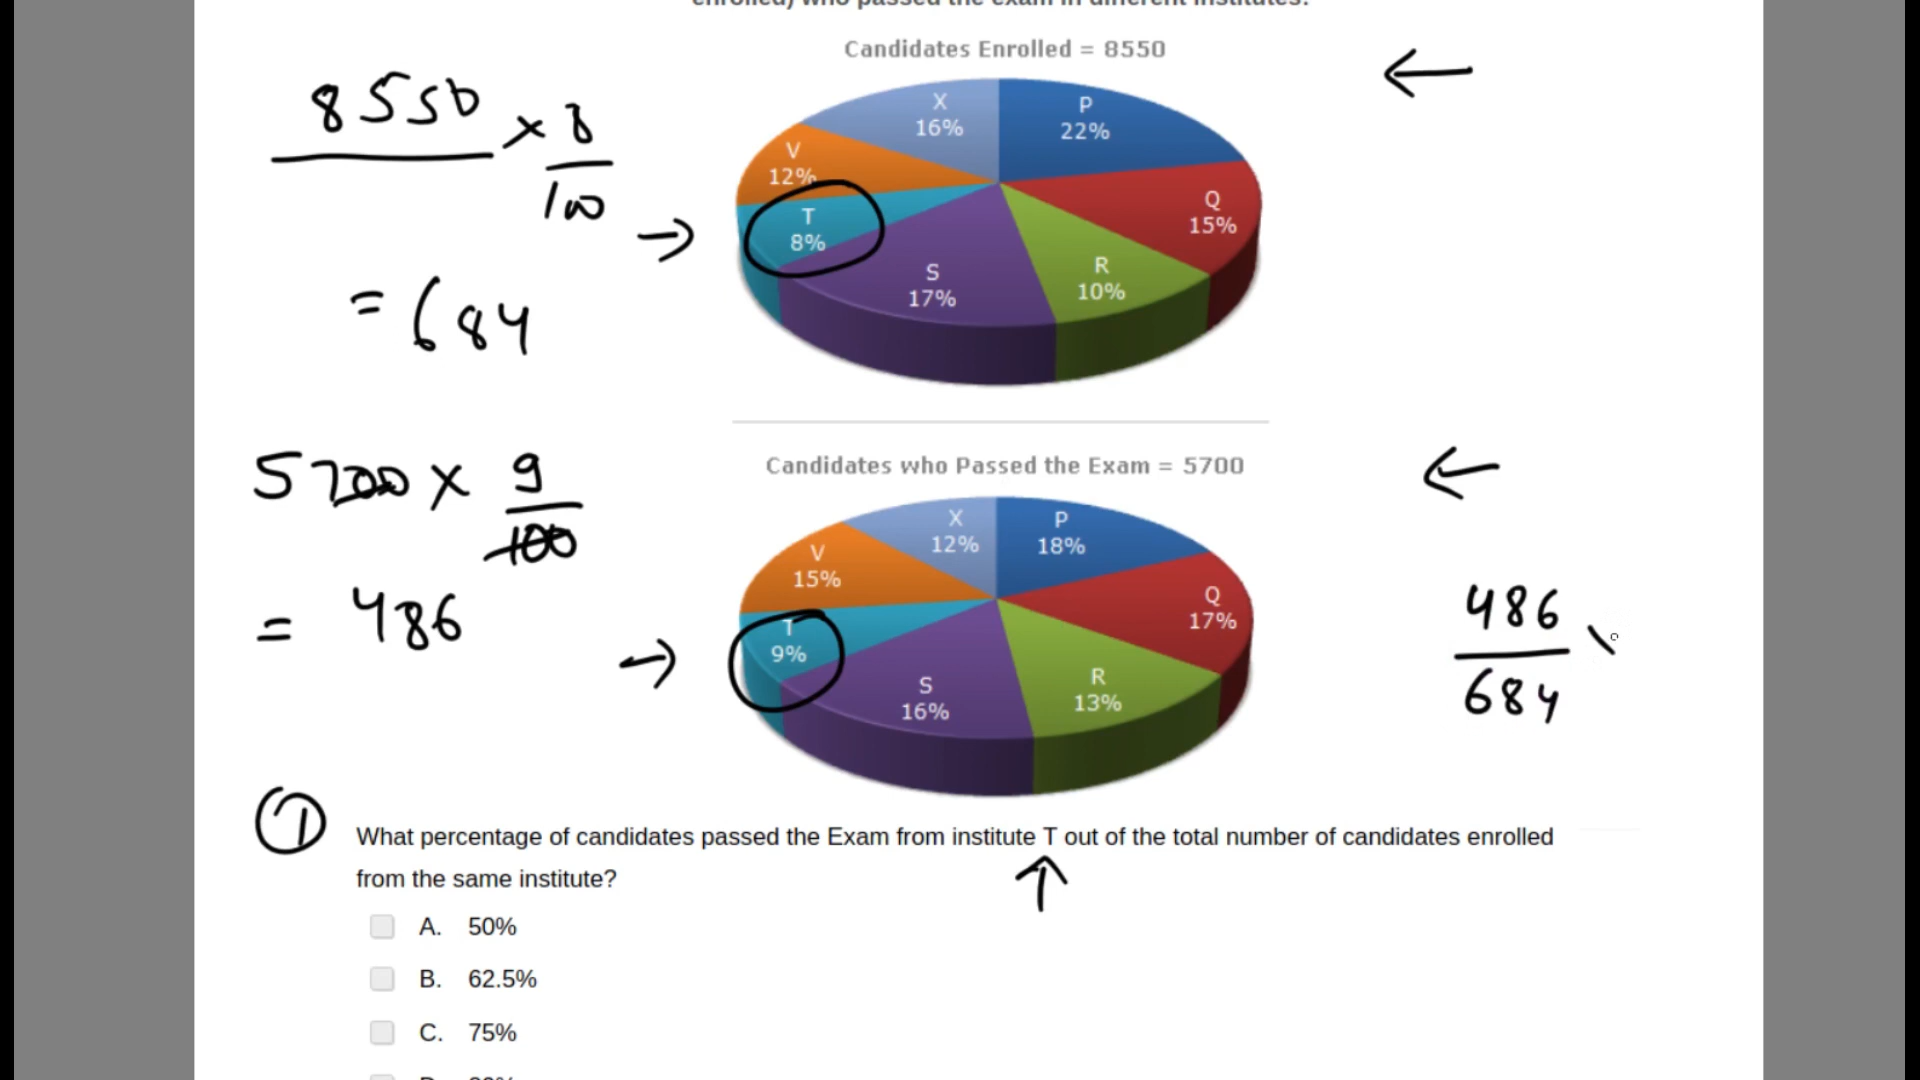 Candidates Enrolled = 8550
8550 × 8
100
= 684
X
16%
P
22%
V
12%
Q
15%
T
8%
S
17%
R
10%
Candidates who Passed the Exam = 5700
5700 × 9
100
= 486
X
12%
P
18%
V
15%
Q
17%
T
9%
S
16%
R
13%
486
684
1
What percentage of candidates passed the Exam from institute T out of the total number of candidates enrolled
from the same institute?
A. 50%
B. 62.5%
C. 75%